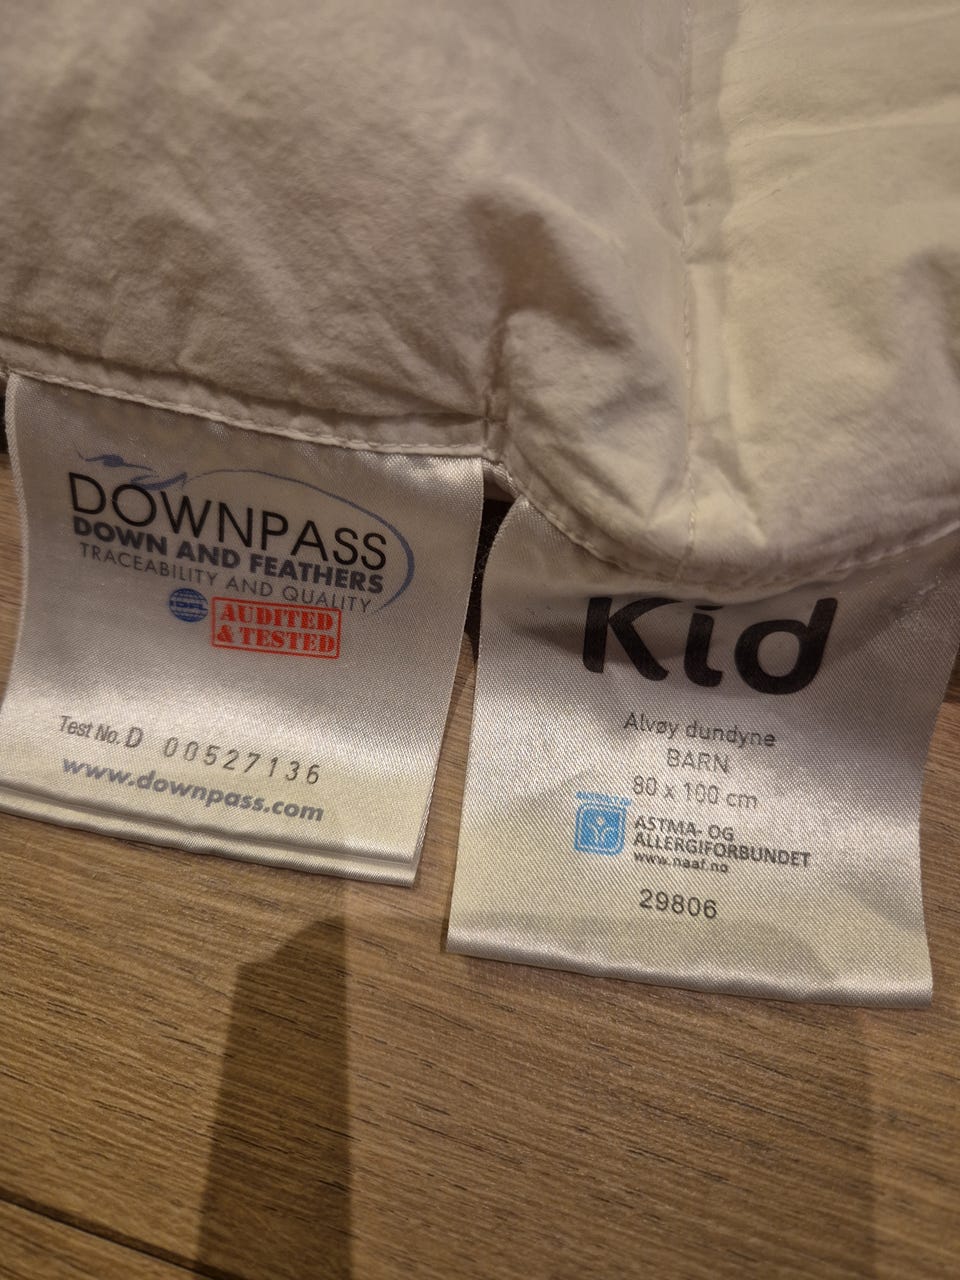 DOWNPASS
DOWN AND FEATHERS
TRACEABILITY AND QUALITY
IDFL
AUDITED
& TESTED
Test No. D 00527136
www.downpass.com
Kid
Alvøy dundyne
BARN
80 x 100 cm
ASTMA- OG
ALLERGIFORBUNDET
www.naaf.no
29806